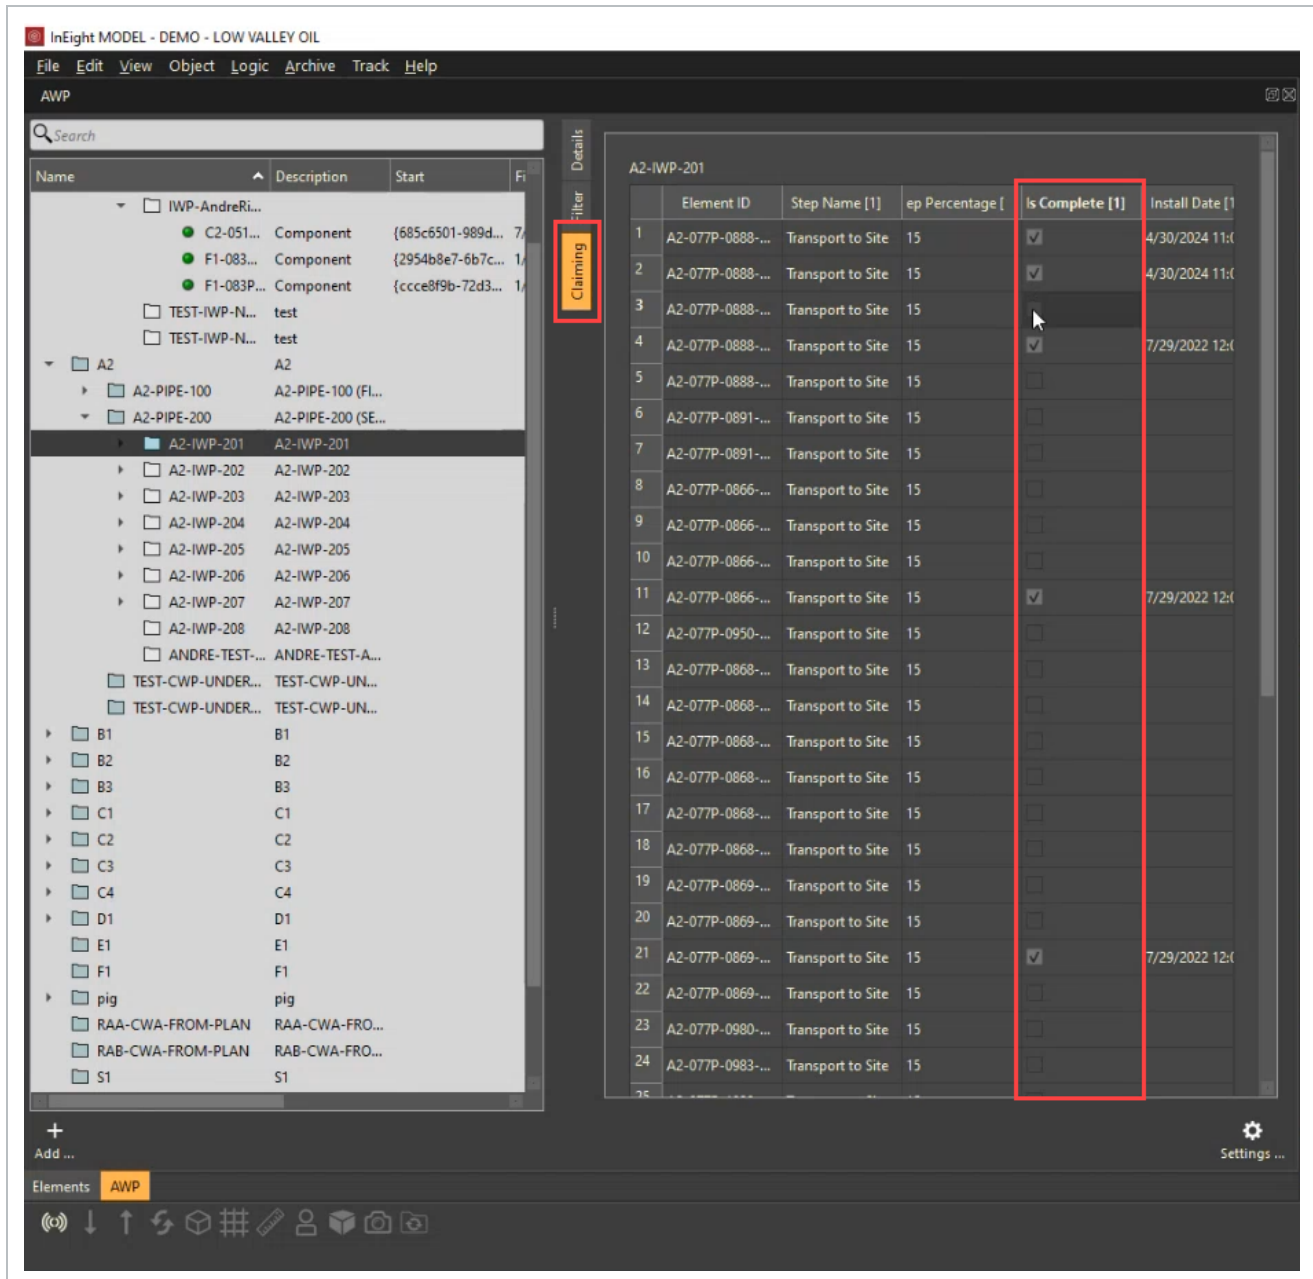 InEight MODEL - DEMO - LOW VALLEY OIL
File Edit View Object Logic Archive Track Help
AWP
Search
Name Description Start Fi
IWP-AndreRi...
C2-051... Component {685c6501-989d... 7/
F1-083... Component {2954b8e7-6b7c... 1/
F1-083P... Component {ccce8f9b-72d3... 1/
TEST-IWP-N... test
TEST-IWP-N... test
A2 A2
A2-PIPE-100 A2-PIPE-100 (FI...
A2-PIPE-200 A2-PIPE-200 (SE...
A2-IWP-201 A2-IWP-201
A2-IWP-202 A2-IWP-202
A2-IWP-203 A2-IWP-203
A2-IWP-204 A2-IWP-204
A2-IWP-205 A2-IWP-205
A2-IWP-206 A2-IWP-206
A2-IWP-207 A2-IWP-207
A2-IWP-208 A2-IWP-208
ANDRE-TEST-... ANDRE-TEST-A...
TEST-CWP-UNDER... TEST-CWP-UN...
TEST-CWP-UNDER... TEST-CWP-UN...
B1 B1
B2 B2
B3 B3
C1 C1
C2 C2
C3 C3
C4 C4
D1 D1
E1 E1
F1 F1
pig pig
RAA-CWA-FROM-PLAN RAA-CWA-FRO...
RAB-CWA-FROM-PLAN RAB-CWA-FRO...
S1 S1
Details
Filter
Claiming
A2-IWP-201
Element ID Step Name [1] ep Percentage [ Is Complete [1] Install Date [1
1 A2-077P-0888-... Transport to Site 15 4/30/2024 11:0
2 A2-077P-0888-... Transport to Site 15 4/30/2024 11:0
3 A2-077P-0888-... Transport to Site 15
4 A2-077P-0888-... Transport to Site 15 7/29/2022 12:0
5 A2-077P-0888-... Transport to Site 15
6 A2-077P-0891-... Transport to Site 15
7 A2-077P-0891-... Transport to Site 15
8 A2-077P-0866-... Transport to Site 15
9 A2-077P-0866-... Transport to Site 15
10 A2-077P-0866-... Transport to Site 15
11 A2-077P-0866-... Transport to Site 15 7/29/2022 12:0
12 A2-077P-0950-... Transport to Site 15
13 A2-077P-0868-... Transport to Site 15
14 A2-077P-0868-... Transport to Site 15
15 A2-077P-0868-... Transport to Site 15
16 A2-077P-0868-... Transport to Site 15
17 A2-077P-0868-... Transport to Site 15
18 A2-077P-0868-... Transport to Site 15
19 A2-077P-0869-... Transport to Site 15
20 A2-077P-0869-... Transport to Site 15
21 A2-077P-0869-... Transport to Site 15 7/29/2022 12:0
22 A2-077P-0869-... Transport to Site 15
23 A2-077P-0980-... Transport to Site 15
24 A2-077P-0983-... Transport to Site 15
25
Add ...
Settings ...
Elements AWP